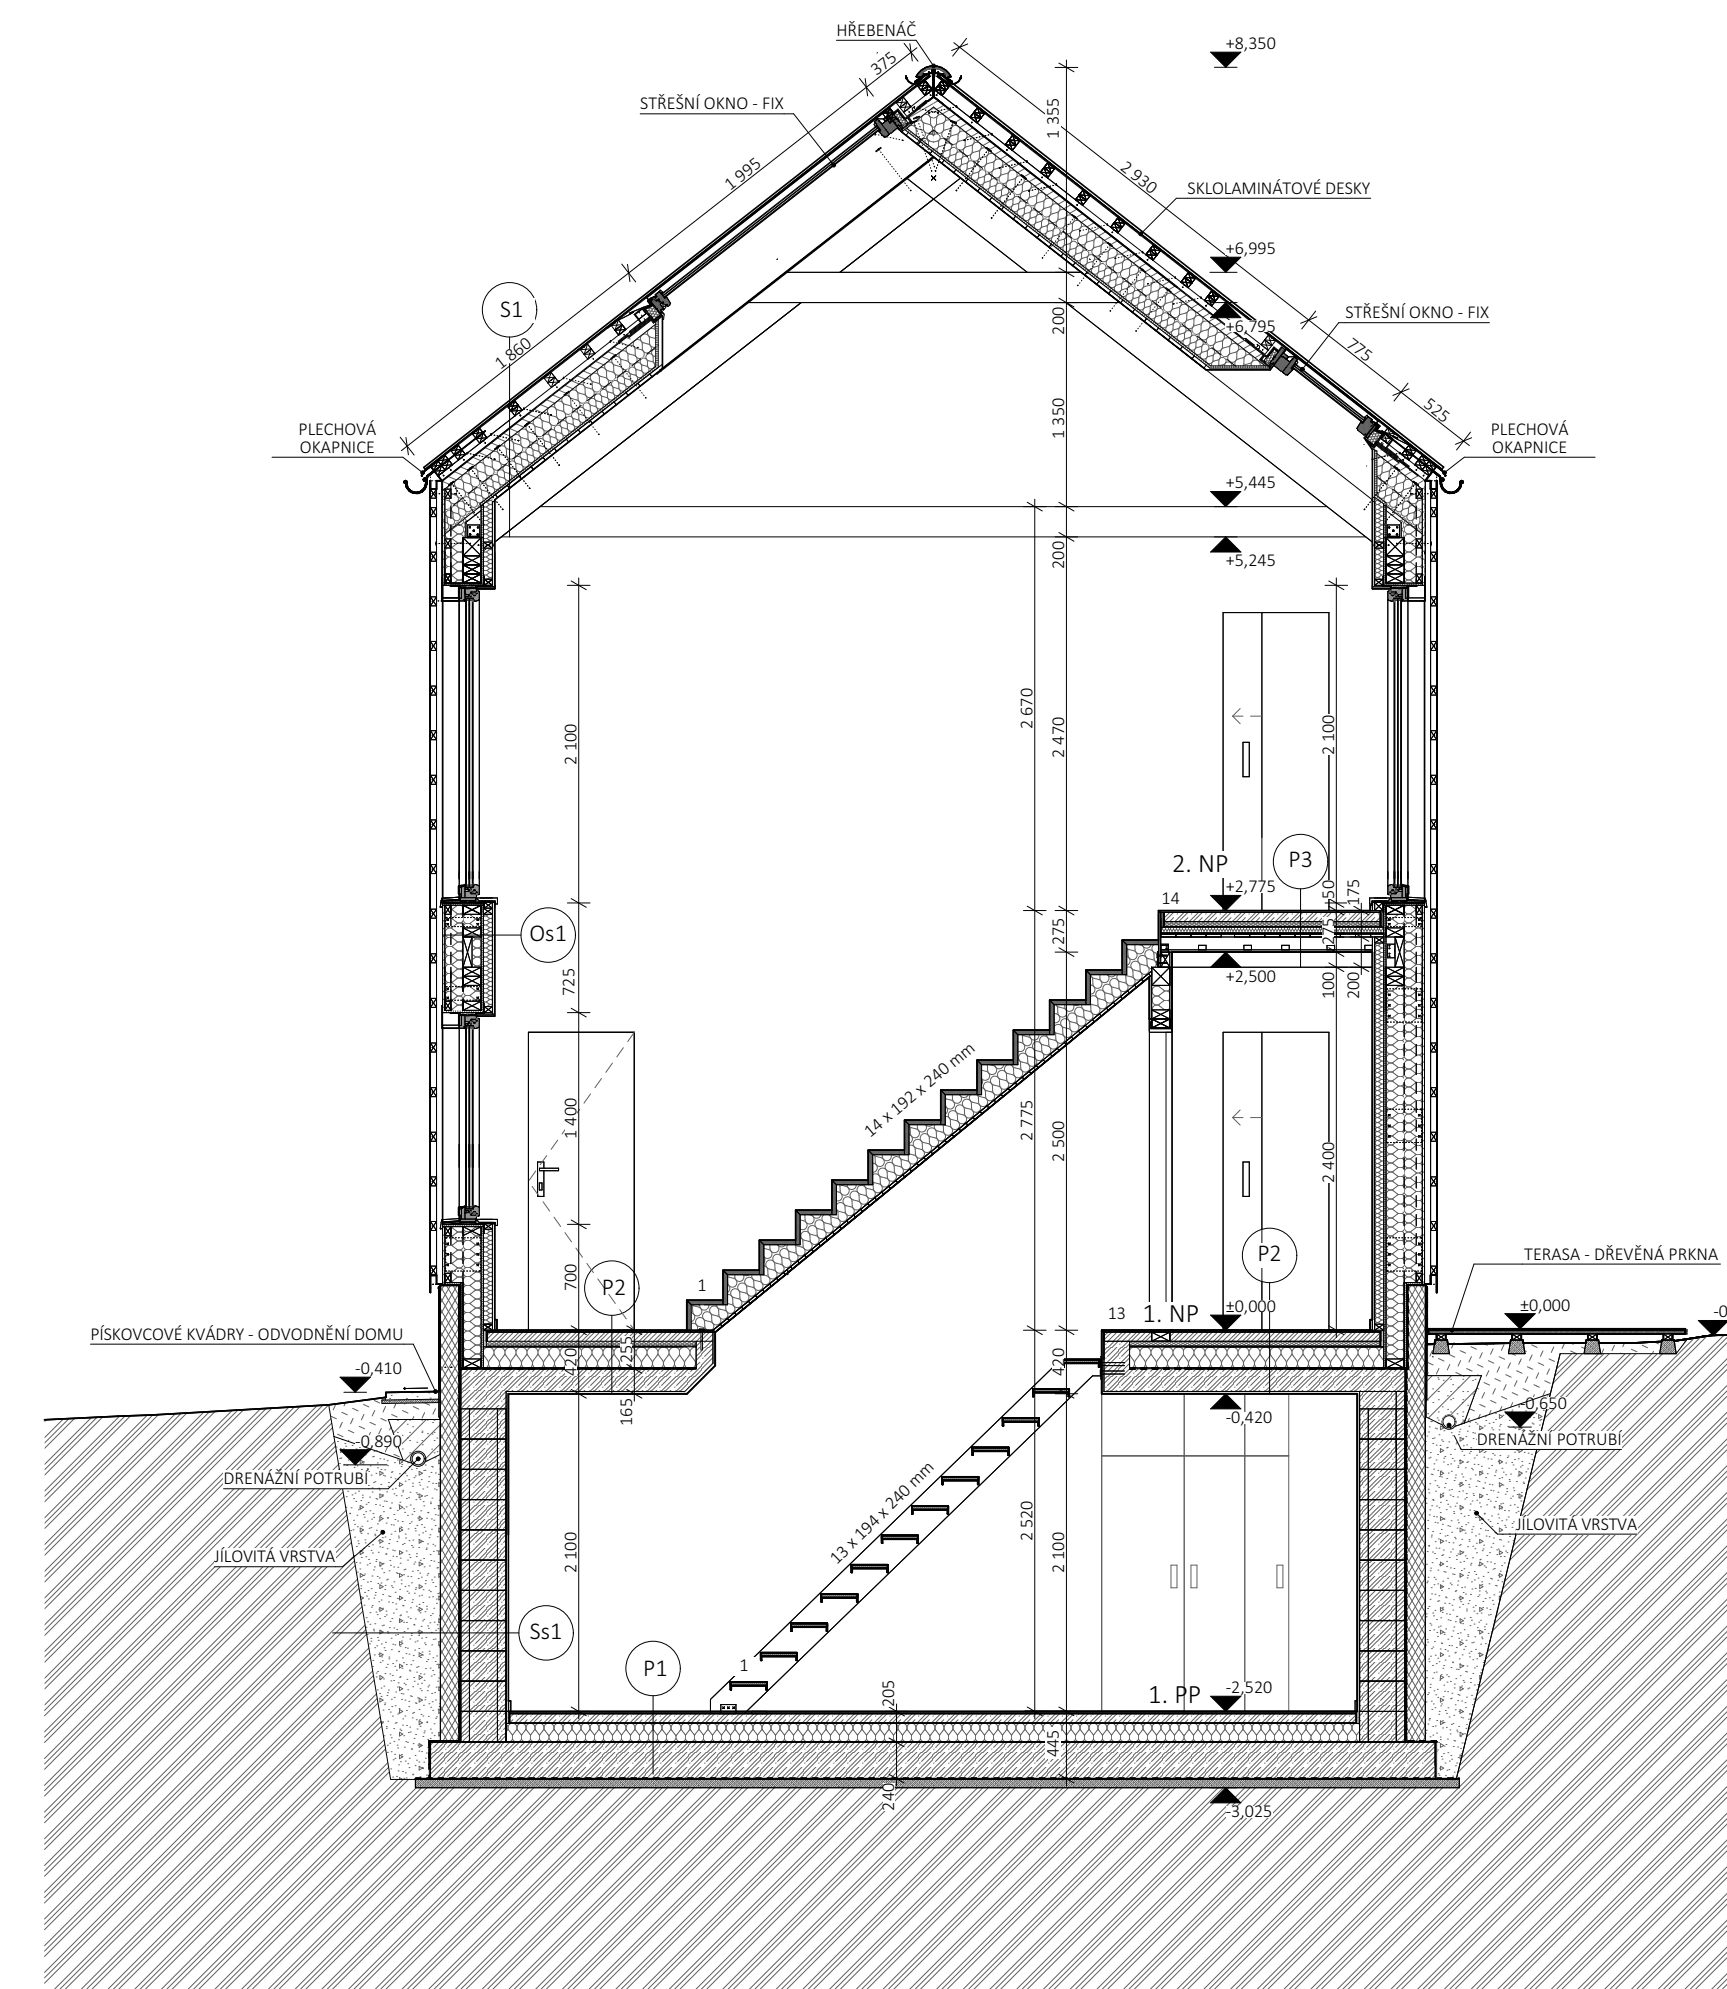 HŘEBENÁČ
+8,350
375
STŘEŠNÍ OKNO - FIX
1 355
1 995
2 930
SKLOLAMINÁTOVÉ DESKY
+6,995
S1
200
+6,795
STŘEŠNÍ OKNO - FIX
1 860
775
525
1 350
PLECHOVÁ
OKAPNICE
PLECHOVÁ
OKAPNICE
+5,445
200
+5,245
2 100
2 670
2 470
2 100
2. NP
P3
+2,775
50
175
14
Os1
275
275
725
+2,500
100
200
14 x 192 x 240 mm
1 400
2 775
2 500
2 400
P2
TERASA - DŘEVĚNÁ PRKNA
700
P2
1
13
1. NP
±0,000
±0,000
-0
PÍSKOVCOVÉ KVÁDRY - ODVODNĚNÍ DOMU
420
255
420
-0,410
165
-0,420
-0,650
-0,890
DRENÁŽNÍ POTRUBÍ
DRENÁŽNÍ POTRUBÍ
13 x 194 x 240 mm
2 520
2 100
2 100
JÍLOVITÁ VRSTVA
JÍLOVITÁ VRSTVA
Ss1
P1
1
1. PP
-2,520
205
445
240
-3,025